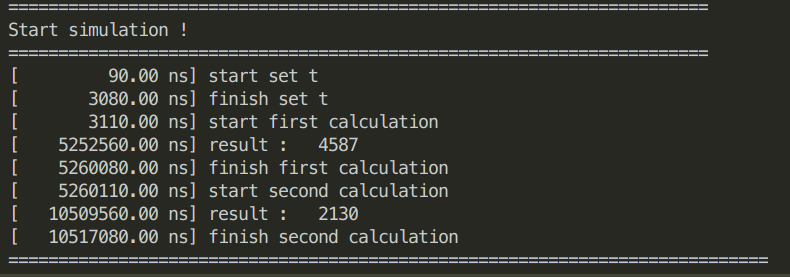 ======================================================================
Start simulation !
======================================================================
[         90.00 ns] start set t
[       3080.00 ns] finish set t
[       3110.00 ns] start first calculation
[    5252560.00 ns] result :   4587
[    5260080.00 ns] finish first calculation
[    5260110.00 ns] start second calculation
[   10509560.00 ns] result :   2130
[   10517080.00 ns] finish second calculation
============================================================================